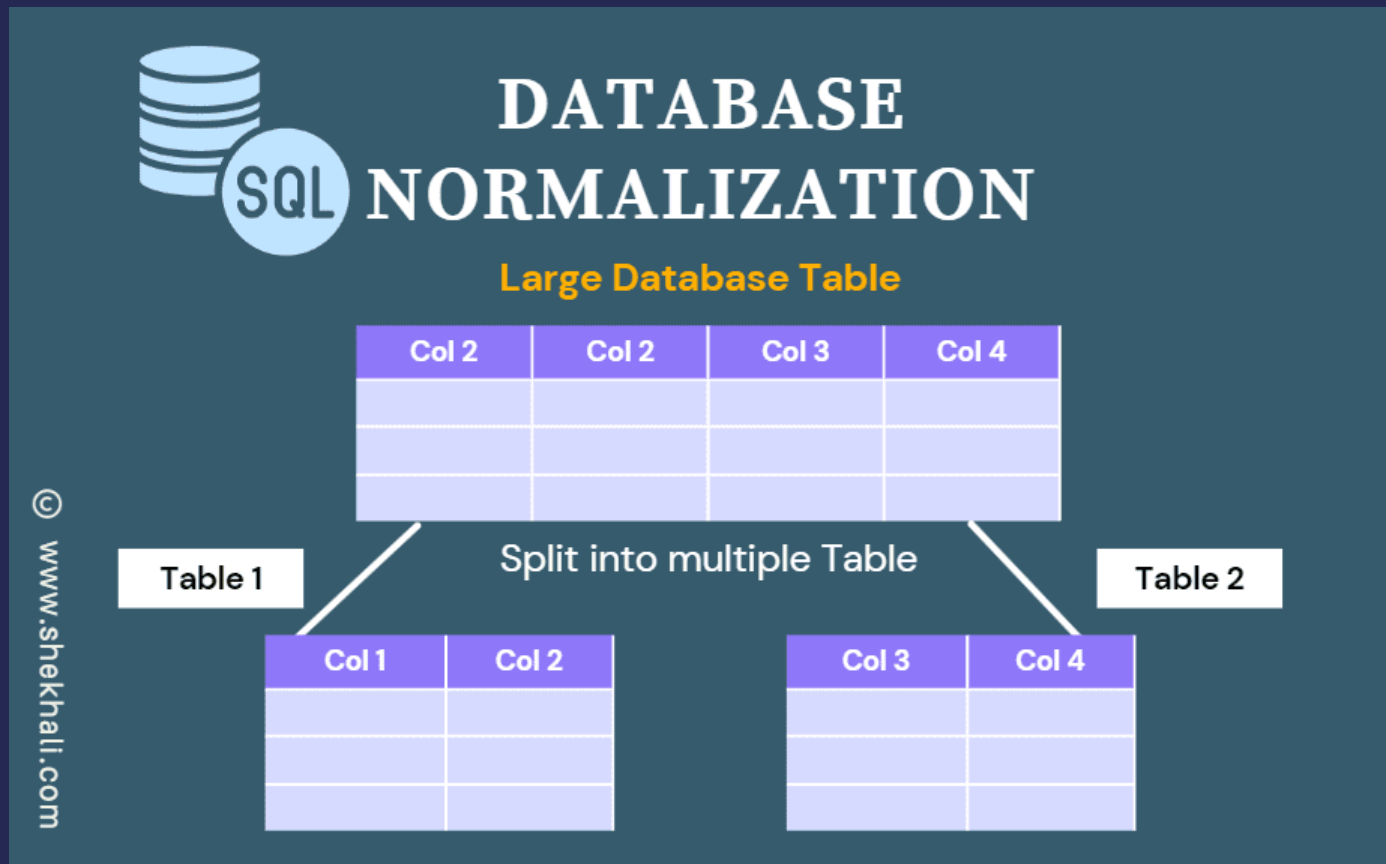 DATABASE
SQL
NORMALIZATION
Large Database Table
Col 2 Col 2 Col 3 Col 4
Split into multiple Table
Table 1
Table 2
Col 1 Col 2
Col 3 Col 4
© www.shekhali.com